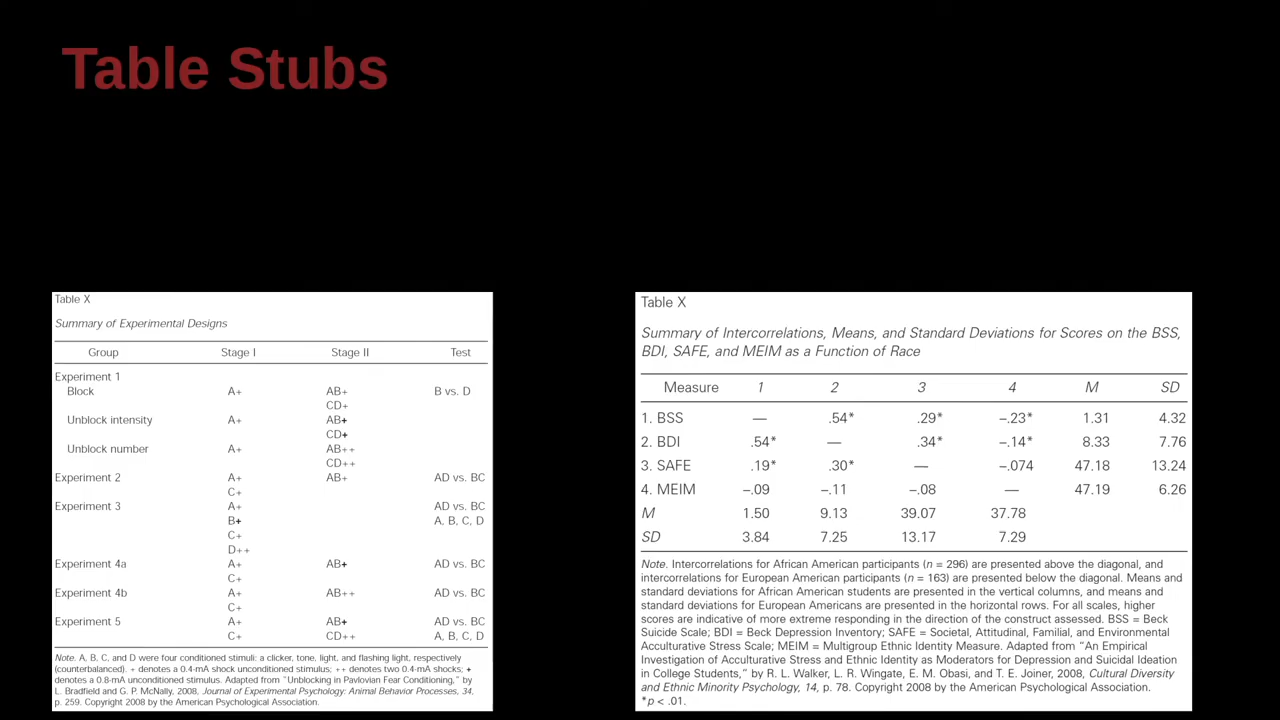 Table Stubs
Table X
Summary of Experimental Designs
Group Stage I Stage II Test
Experiment 1
Block A+ AB+ B vs. D
CD+
Unblock intensity A+ AB+
CD+
Unblock number A+ AB++
CD++
Experiment 2 A+ AB+ AD vs. BC
C+
Experiment 3 A+ AD vs. BC
B+ A, B, C, D
C+
D++
Experiment 4a A+ AB+ AD vs. BC
C+
Experiment 4b A+ AB++ AD vs. BC
C+
Experiment 5 A+ AB+ AD vs. BC
C+ CD++ A, B, C, D
Note. A, B, C, and D were four conditioned stimuli: a clicker, tone, light, and flashing light, respectively
(counterbalanced). + denotes a 0.4-mA shock unconditioned stimulus; ++ denotes two 0.4-mA shocks; +
denotes a 0.8-mA unconditioned stimulus. Adapted from "Unblocking in Pavlovian Fear Conditioning," by
L. Bradfield and G. P. McNally, 2008, Journal of Experimental Psychology: Animal Behavior Processes, 34,
p. 259. Copyright 2008 by the American Psychological Association.
Table X
Summary of Intercorrelations, Means, and Standard Deviations for Scores on the BSS,
BDI, SAFE, and MEIM as a Function of Race
Measure 1 2 3 4 M SD
1. BSS — .54* .29* –.23* 1.31 4.32
2. BDI .54* — .34* –.14* 8.33 7.76
3. SAFE .19* .30* — –.074 47.18 13.24
4. MEIM –.09 –.11 –.08 — 47.19 6.26
M 1.50 9.13 39.07 37.78
SD 3.84 7.25 13.17 7.29
Note. Intercorrelations for African American participants (n = 296) are presented above the diagonal, and
intercorrelations for European American participants (n = 163) are presented below the diagonal. Means and
standard deviations for African American students are presented in the vertical columns, and means and
standard deviations for European Americans are presented in the horizontal rows. For all scales, higher
scores are indicative of more extreme responding in the direction of the construct assessed. BSS = Beck
Suicide Scale; BDI = Beck Depression Inventory; SAFE = Societal, Attitudinal, Familial, and Environmental
Acculturative Stress Scale; MEIM = Multigroup Ethnic Identity Measure. Adapted from "An Empirical
Investigation of Acculturative Stress and Ethnic Identity as Moderators for Depression and Suicidal Ideation
in College Students," by R. L. Walker, L. R. Wingate, E. M. Obasi, and T. E. Joiner, 2008, Cultural Diversity
and Ethnic Minority Psychology, 14, p. 78. Copyright 2008 by the American Psychological Association.
*p < .01.